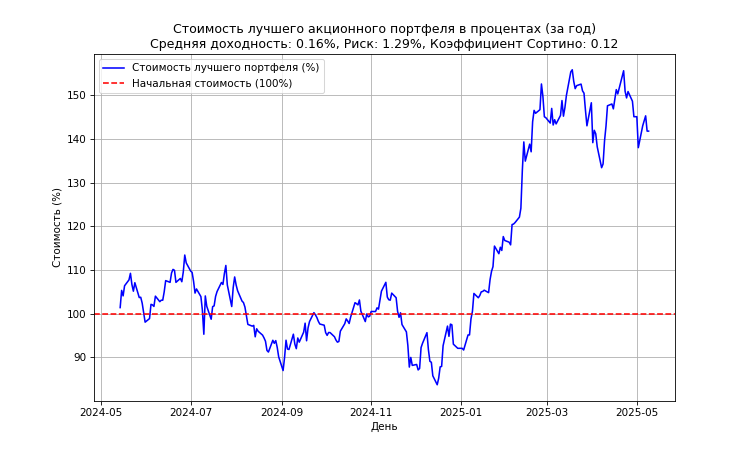 Стоимость лучшего акционного портфеля в процентах (за год)
Средняя доходность: 0.16%, Риск: 1.29%, Коэффициент Сортино: 0.12
Стоимость лучшего портфеля (%)
Начальная стоимость (100%)
Стоимость (%)
150
140
130
120
110
100
90
2024-05
2024-07
2024-09
2024-11
2025-01
2025-03
2025-05
День